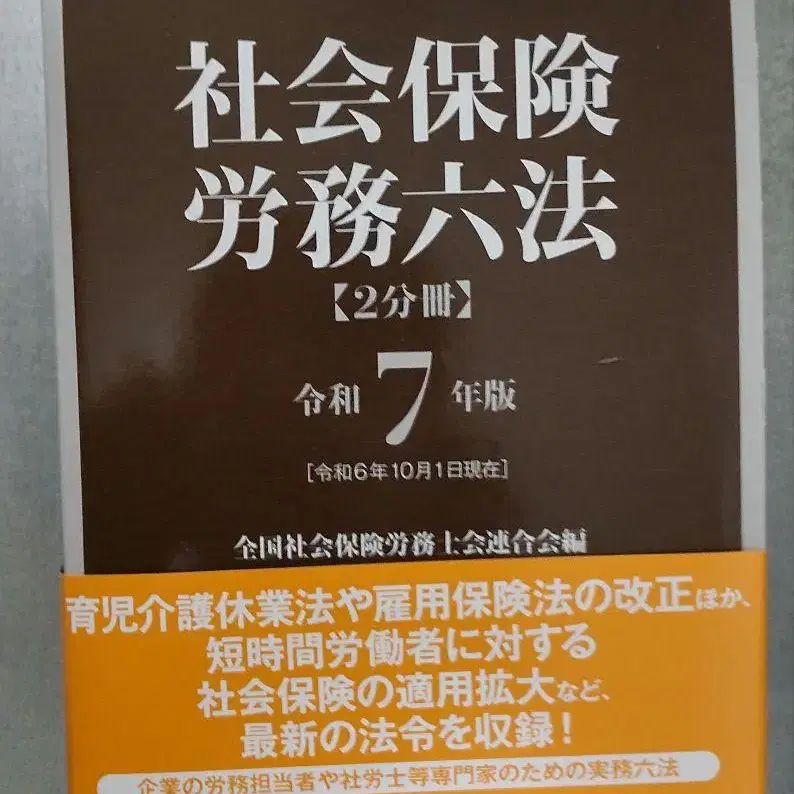 社会保険
労務六法
【2分冊】
令和7年版
[令和6年10月1日現在]
全国社会保険労務士会連合会編
育児介護休業法や雇用保険法の改正ほか、
短時間労働者に対する
社会保険の適用拡大など、
最新の法令を収録!
企業の労務担当者や社労士等専門家のための実務六法